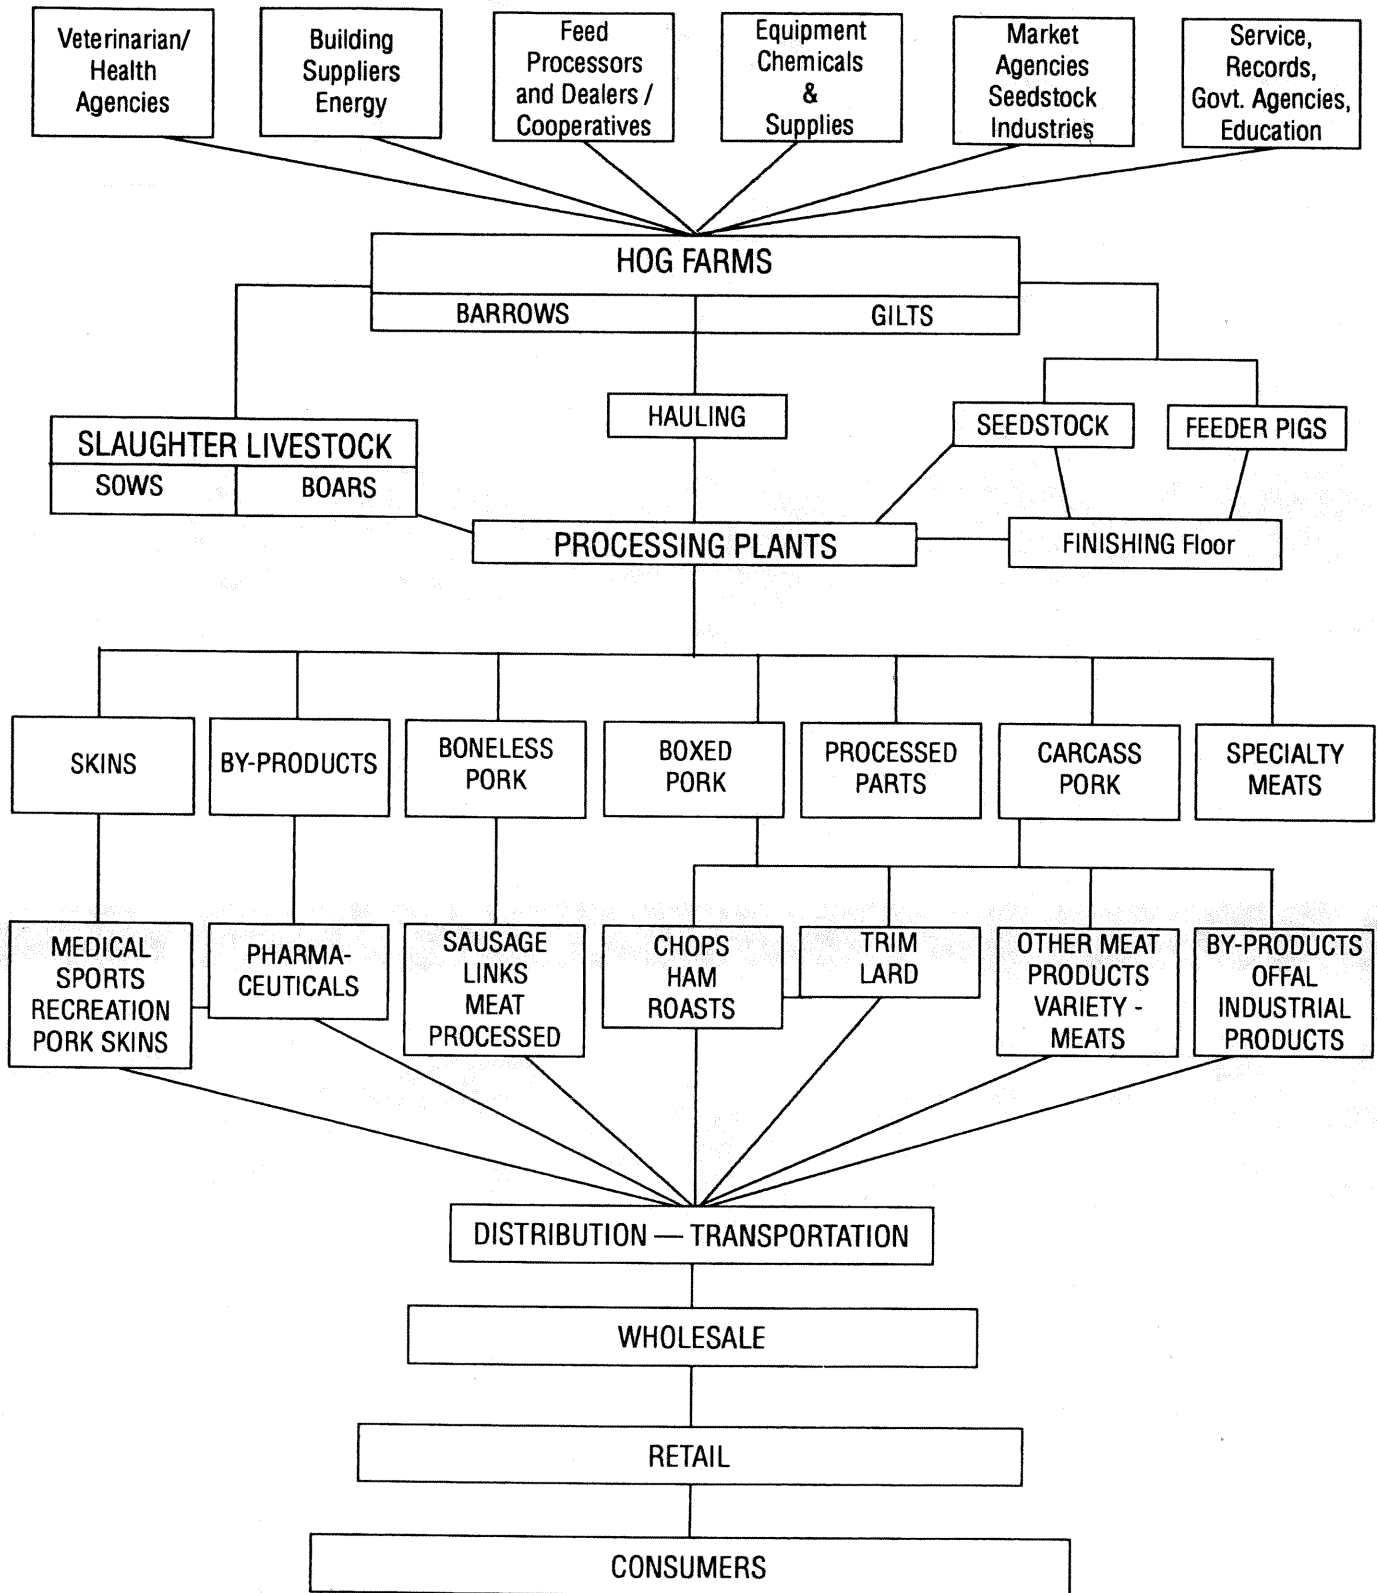 Veterinarian/
Health
Agencies
Building
Suppliers
Energy
Feed
Processors
and Dealers /
Cooperatives
Equipment
Chemicals
&
Supplies
Market
Agencies
Seedstock
Industries
Service,
Records,
Govt. Agencies,
Education
HOG FARMS
BARROWS
GILTS
HAULING
SEEDSTOCK
FEEDER PIGS
SLAUGHTER LIVESTOCK
SOWS
BOARS
PROCESSING PLANTS
FINISHING Floor
SKINS
BY-PRODUCTS
BONELESS
PORK
BOXED
PORK
PROCESSED
PARTS
CARCASS
PORK
SPECIALTY
MEATS
MEDICAL
SPORTS
RECREATION
PORK SKINS
PHARMA-
CEUTICALS
SAUSAGE
LINKS
MEAT
PROCESSED
CHOPS
HAM
ROASTS
TRIM
LARD
OTHER MEAT
PRODUCTS
VARIETY -
MEATS
BY-PRODUCTS
OFFAL
INDUSTRIAL
PRODUCTS
DISTRIBUTION — TRANSPORTATION
WHOLESALE
RETAIL
CONSUMERS